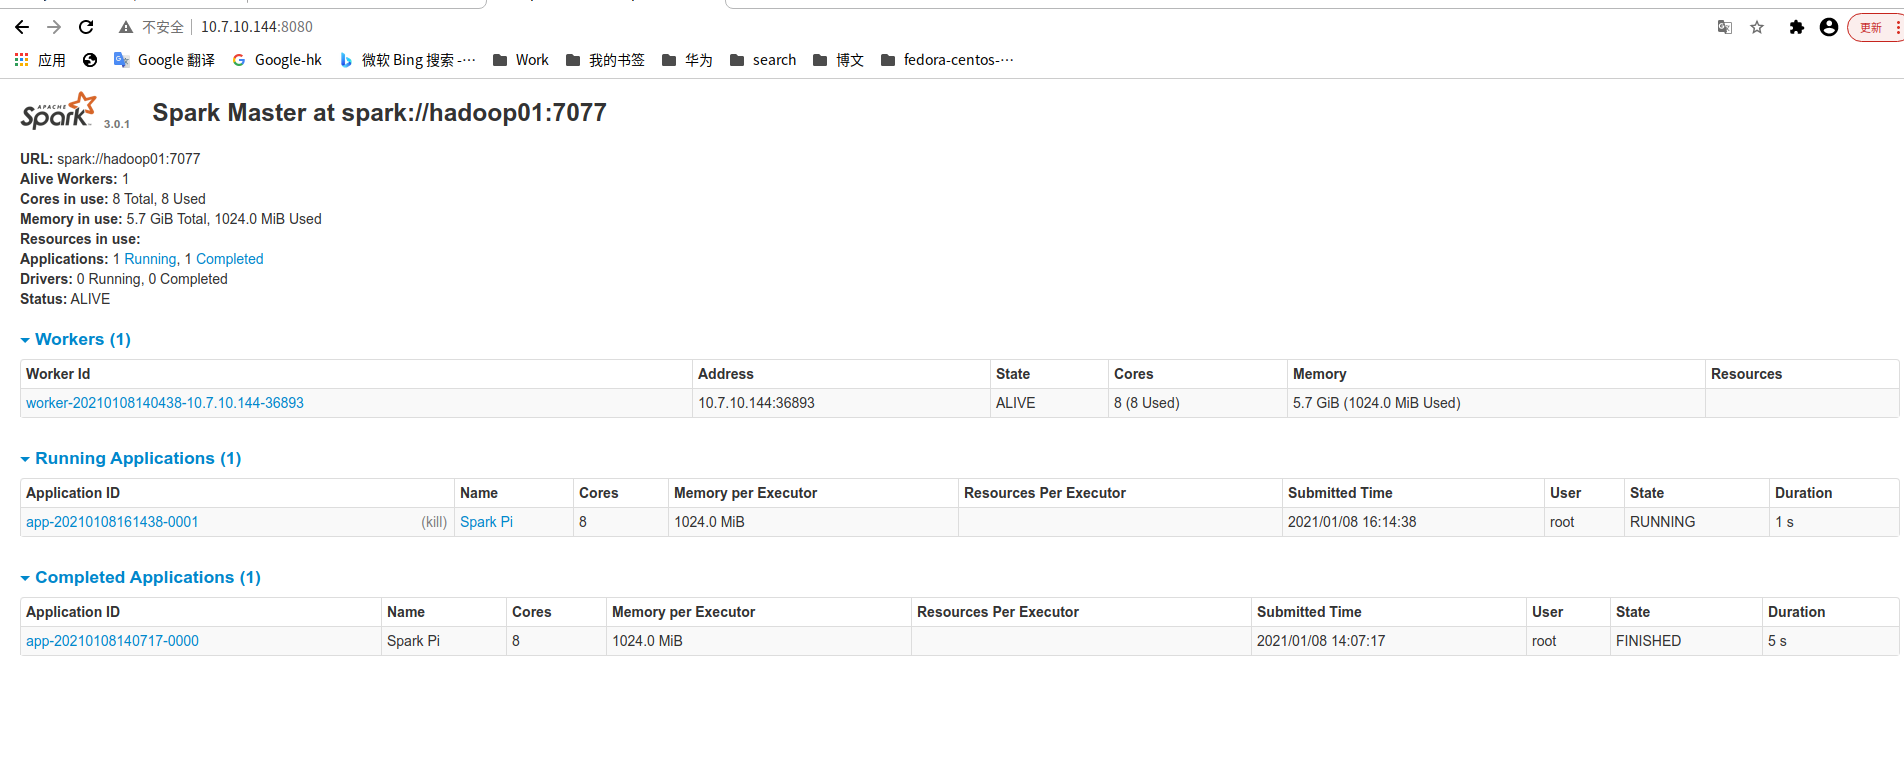 不安全 10.7.10.144:8080 更新
应用 Google 翻译 Google-hk 微软 Bing 搜索 -⋯ Work 我的书签 华为 search 博文 fedora-centos-⋯
APACHE Spark 3.0.1 Spark Master at spark://hadoop01:7077
URL: spark://hadoop01:7077
Alive Workers: 1
Cores in use: 8 Total, 8 Used
Memory in use: 5.7 GiB Total, 1024.0 MiB Used
Resources in use:
Applications: 1 Running, 1 Completed
Drivers: 0 Running, 0 Completed
Status: ALIVE
Workers (1)
Worker Id Address State Cores Memory Resources
worker-20210108140438-10.7.10.144-36893 10.7.10.144:36893 ALIVE 8 (8 Used) 5.7 GiB (1024.0 MiB Used)
Running Applications (1)
Application ID Name Cores Memory per Executor Resources Per Executor Submitted Time User State Duration
app-20210108161438-0001 (kill) Spark Pi 8 1024.0 MiB 2021/01/08 16:14:38 root RUNNING 1 s
Completed Applications (1)
Application ID Name Cores Memory per Executor Resources Per Executor Submitted Time User State Duration
app-20210108140717-0000 Spark Pi 8 1024.0 MiB 2021/01/08 14:07:17 root FINISHED 5 s